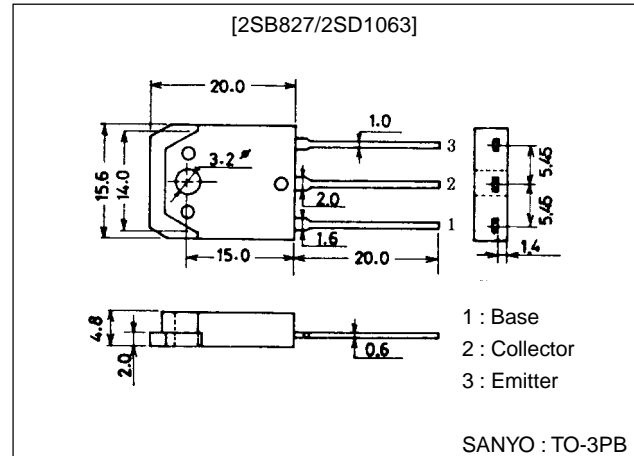 [2SB827/2SD1063]
20.0
1.0
3
3.2 ø
15.6
14.0
2
5.45
2.0
5.45
1
1.6
15.0
20.0
1.4
4.8
2.0
0.6
1 : Base
2 : Collector
3 : Emitter
SANYO : TO-3PB